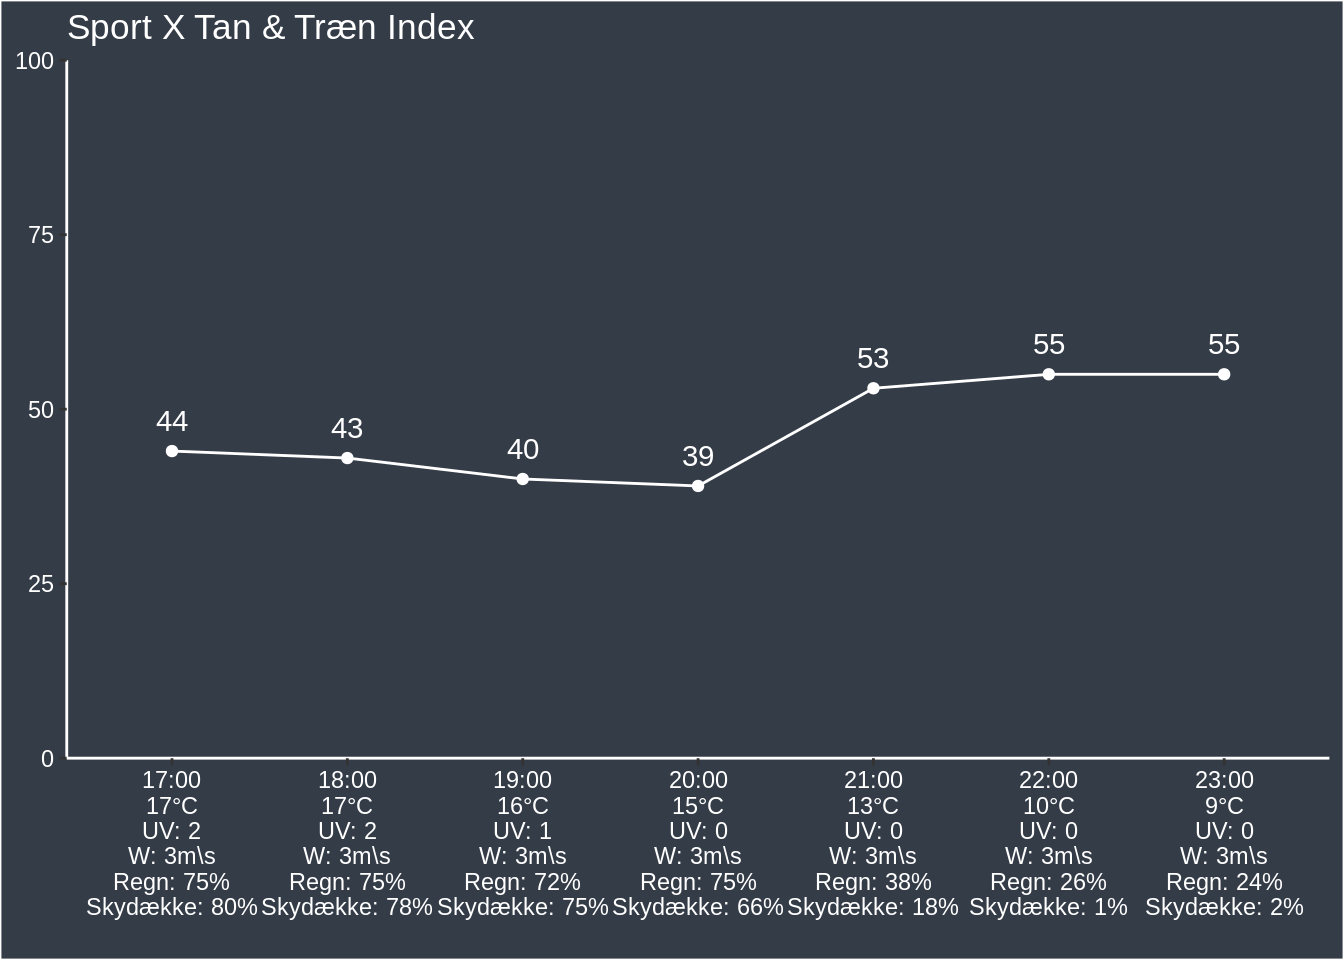 Sport X Tan & Træn Index
100
75
50
25
0
44
43
40
39
53
55
55
17:00 18:00 19:00 20:00 21:00 22:00 23:00
17°C 17°C 16°C 15°C 13°C 10°C 9°C
UV: 2 UV: 2 UV: 1 UV: 0 UV: 0 UV: 0 UV: 0
W: 3m\s W: 3m\s W: 3m\s W: 3m\s W: 3m\s W: 3m\s W: 3m\s
Regn: 75% Regn: 75% Regn: 72% Regn: 75% Regn: 38% Regn: 26% Regn: 24%
Skydække: 80% Skydække: 78% Skydække: 75% Skydække: 66% Skydække: 18% Skydække: 1% Skydække: 2%